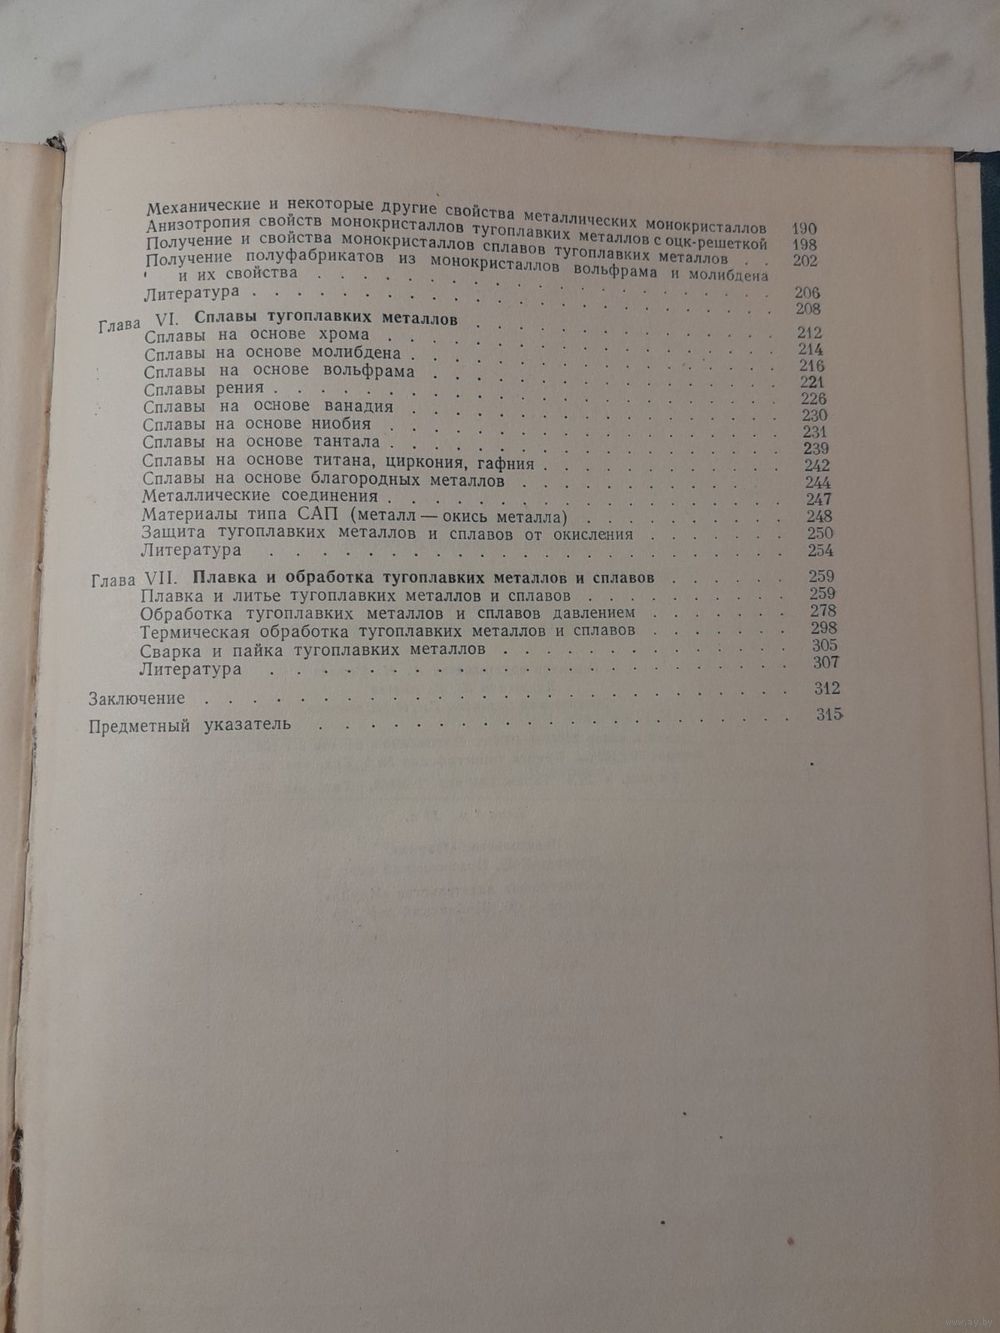 Механические и некоторые другие свойства металлических монокристаллов 190
Анизотропия свойств монокристаллов тугоплавких металлов с оцк-решеткой 198
Получение и свойства монокристаллов сплавов тугоплавких металлов . . 202
Получение полуфабрикатов из монокристаллов вольфрама и молибдена
и их свойства . . . . . . . . . . . . . . . . . . . 206
Литература . . . . . . . . . . . . . . . . . . . . . 208
Глава VI. Сплавы тугоплавких металлов . . . . . . . . . . . . 212
Сплавы на основе хрома . . . . . . . . . . . . . . . . 214
Сплавы на основе молибдена . . . . . . . . . . . . . . . 216
Сплавы на основе вольфрама . . . . . . . . . . . . . . 221
Сплавы рения . . . . . . . . . . . . . . . . . . . . 226
Сплавы на основе ванадия . . . . . . . . . . . . . . . 230
Сплавы на основе ниобия . . . . . . . . . . . . . . . . 231
Сплавы на основе тантала . . . . . . . . . . . . . . . . 239
Сплавы на основе титана, циркония, гафния . . . . . . . . . . 242
Сплавы на основе благородных металлов . . . . . . . . . . . 244
Металлические соединения . . . . . . . . . . . . . . . . 247
Материалы типа САП (металл — окись металла) . . . . . . . . . 248
Защита тугоплавких металлов и сплавов от окисления . . . . . . . 250
Литература . . . . . . . . . . . . . . . . . . . . 254
Глава VII. Плавка и обработка тугоплавких металлов и сплавов . . . . . . 259
Плавка и литье тугоплавких металлов и сплавов . . . . . . . . . 259
Обработка тугоплавких металлов и сплавов давлением . . . . . . . 278
Термическая обработка тугоплавких металлов и сплавов . . . . . . . 298
Сварка и пайка тугоплавких металлов . . . . . . . . . . . . 305
Литература . . . . . . . . . . . . . . . . . . . . 307
Заключение . . . . . . . . . . . . . . . . . . . . . . . 312
Предметный указатель . . . . . . . . . . . . . . . . . . 315
www.ay.by